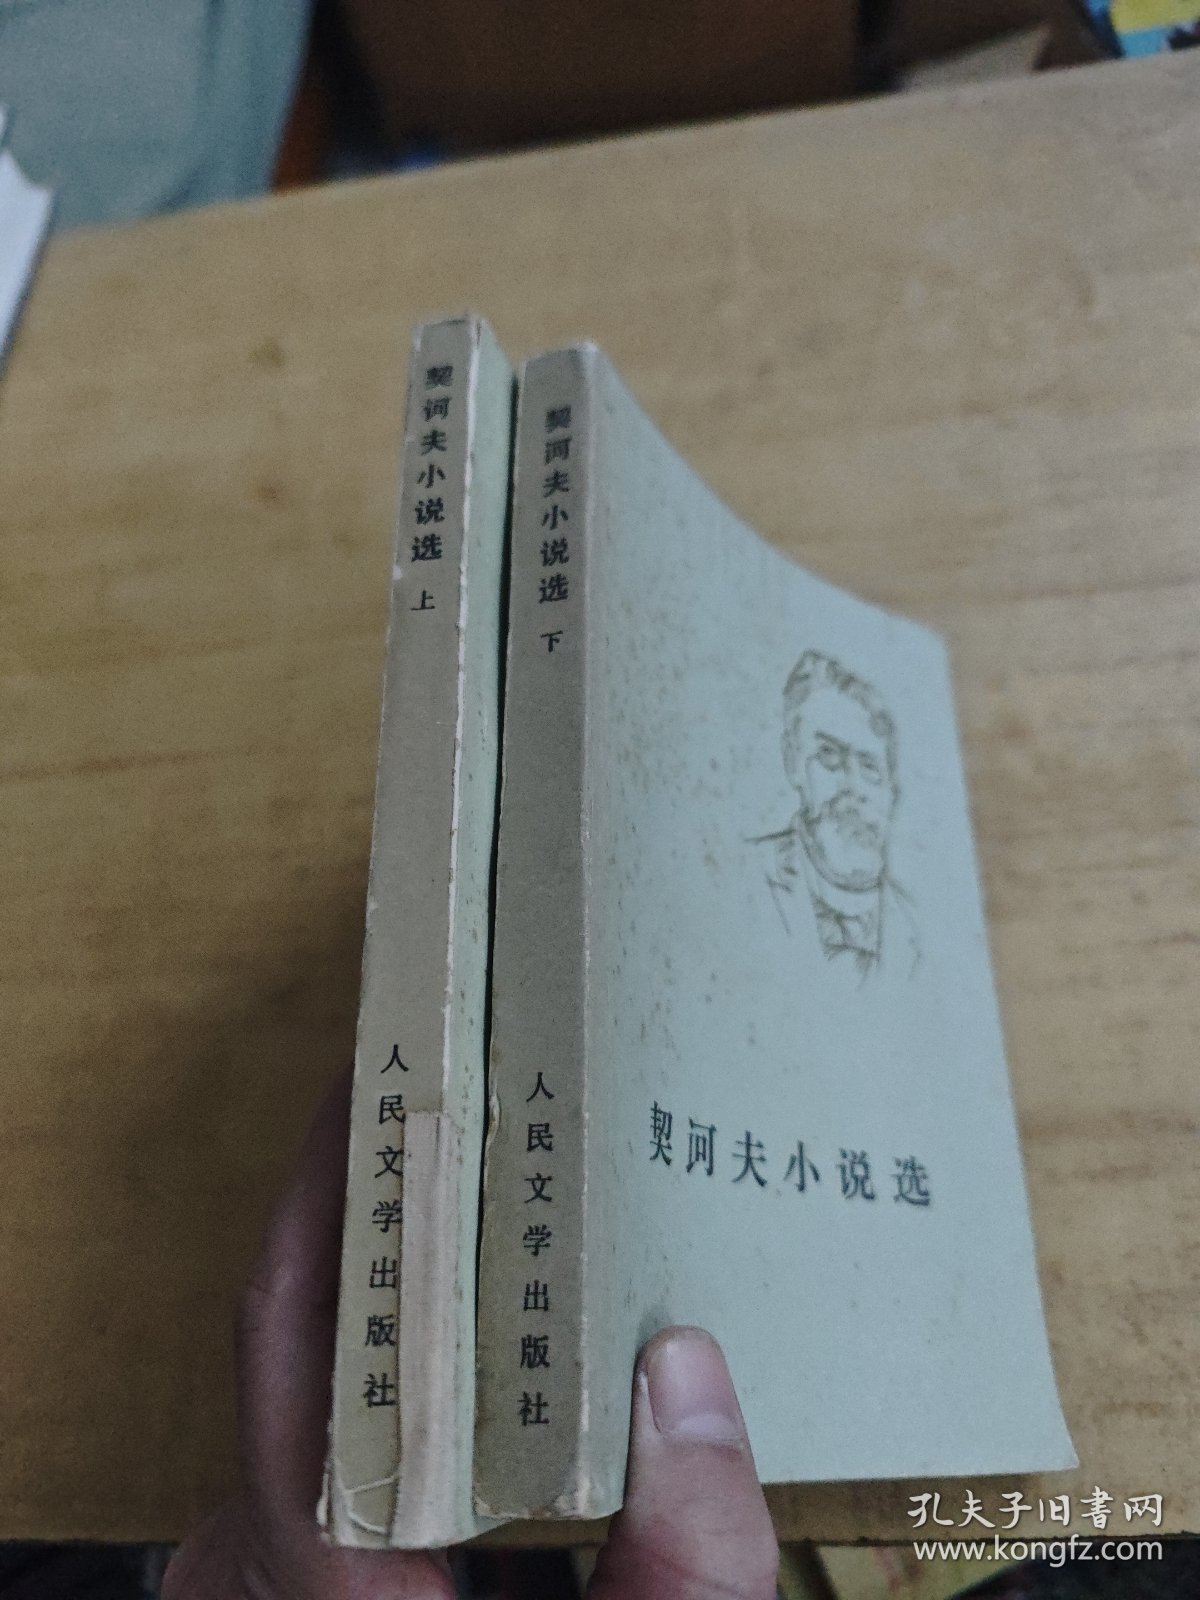 契诃夫小说选 上
人民文学出版社
契诃夫小说选 下
人民文学出版社
契诃夫小说选
孔夫子旧書网
www.kongfz.com